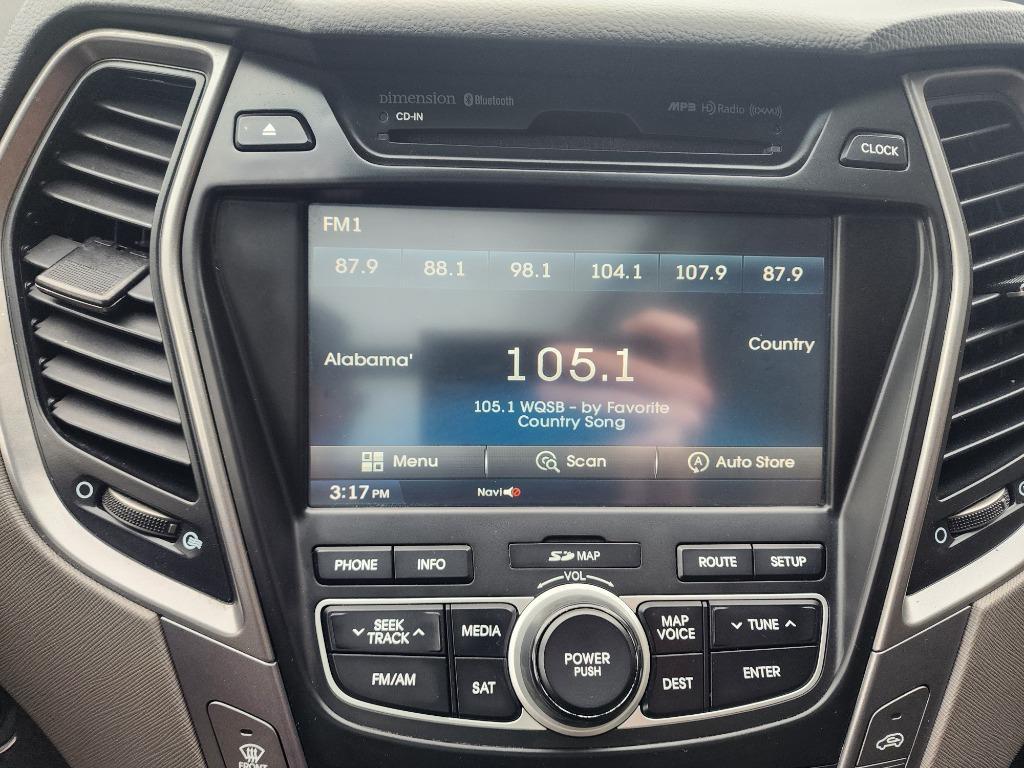 Dimension Bluetooth
MP3 HD Radio ((XM))
CD-IN
CLOCK
FM1
87.9 88.1 98.1 104.1 107.9 87.9
Alabama'
105.1
Country
105.1 WQSB - by Favorite
Country Song
Menu
Scan
A Auto Store
3:17 PM
Navi
PHONE
INFO
SD MAP
ROUTE
SETUP
VOL
SEEK
TRACK
MEDIA
MAP
VOICE
TUNE
FM/AM
SAT
POWER
PUSH
DEST
ENTER
FRONT